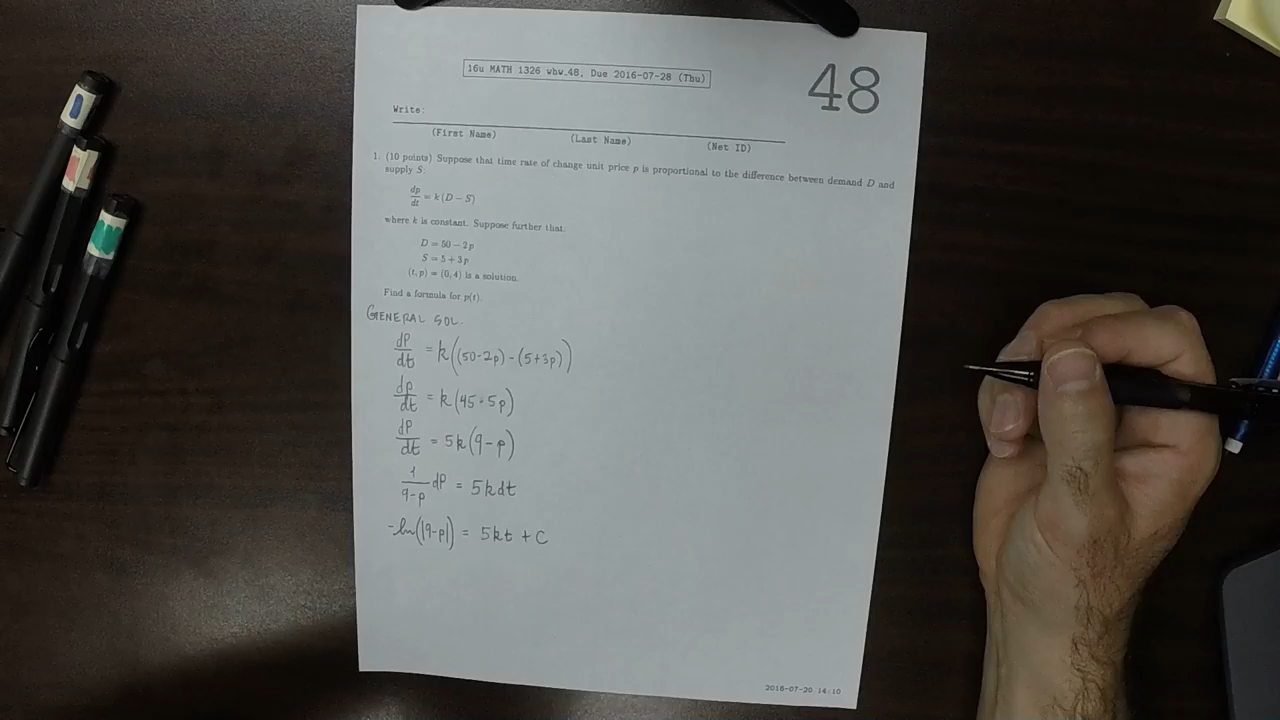 16u MATH 1326 whw_48, Due 2016-07-28 (Thu)
48
Write:
(First Name) (Last Name) (Net ID)
1. (10 points) Suppose that time rate of change unit price p is proportional to the difference between demand D and
supply S:
dp/dt = k(D − S)
where k is constant. Suppose further that:
D = 50 − 2p
S = 5 + 3p
(t, p) = (0, 4) is a solution.
Find a formula for p(t).
GENERAL SOL.
dP/dt = k((50-2p) - (5+3p))
dp/dt = k(45-5p)
dP/dt = 5k(9-p)
1/(9-p) dP = 5kdt
-ln(|9-p|) = 5kt + C
2016-07-20 14:10